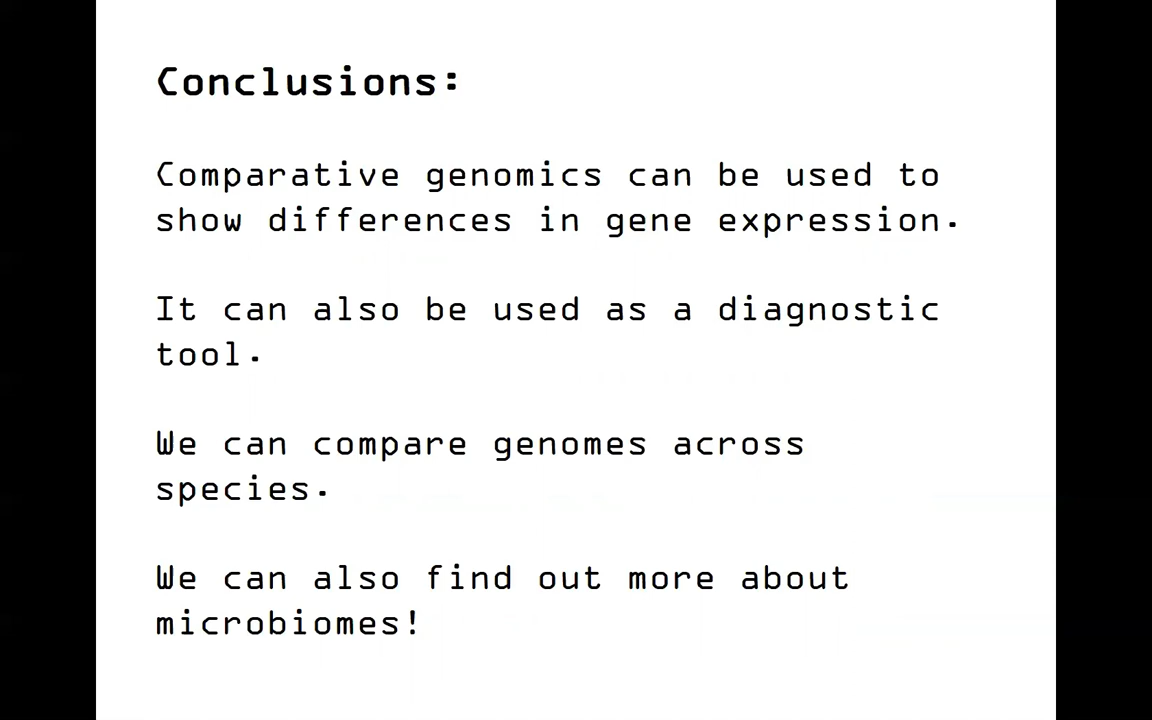 Conclusions:
Comparative genomics can be used to
show differences in gene expression.
It can also be used as a diagnostic
tool.
We can compare genomes across
species.
We can also find out more about
microbiomes!